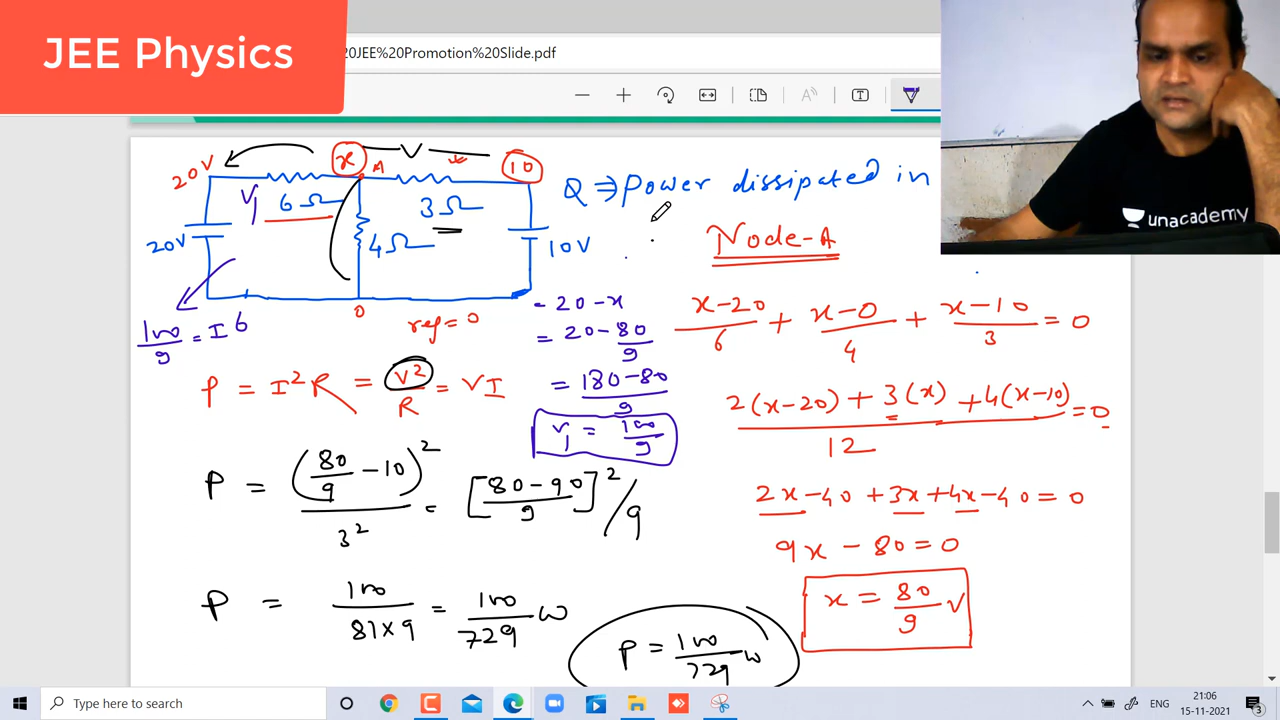 JEE Physics
20JEE%20Promotion%20Slide.pdf
unacademy
20V
x
A
V
10
V1
6Ω
3Ω
20V
4Ω
10V
0
ref = 0
100/9 = I6
Q ⇒ Power dissipated in
Node-A
= 20 - x
= 20 - 80/9
= 180 - 80 / 9
V1 = 100/9
x-20/6 + x-0/4 + x-10/3 = 0
2(x-20) + 3(x) + 4(x-10) / 12 = 0
2x - 40 + 3x + 4x - 40 = 0
9x - 80 = 0
x = 80/9 V
P = I²R = V²/R = VI
P = (80/9 - 10)² / 3² = [80-90/9]² / 9
P = 100/81×9 = 100/729 W
P = 100/729 W
Type here to search
ENG
21:06
15-11-2021
3